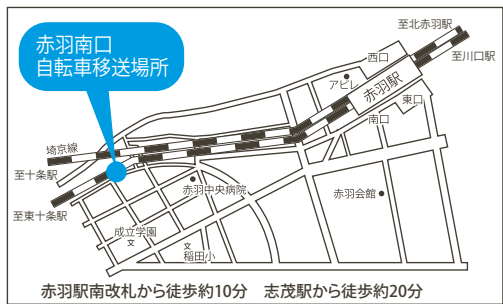 赤羽南口
自転車移送場所
至北赤羽駅
至川口駅
西口
アピレ
赤羽駅
東口
南口
埼京線
至十条駅
至東十条駅
赤羽中央病院
赤羽会館
成立学園
文
文
稲田小
赤羽駅南改札から徒歩約10分　志茂駅から徒歩約20分